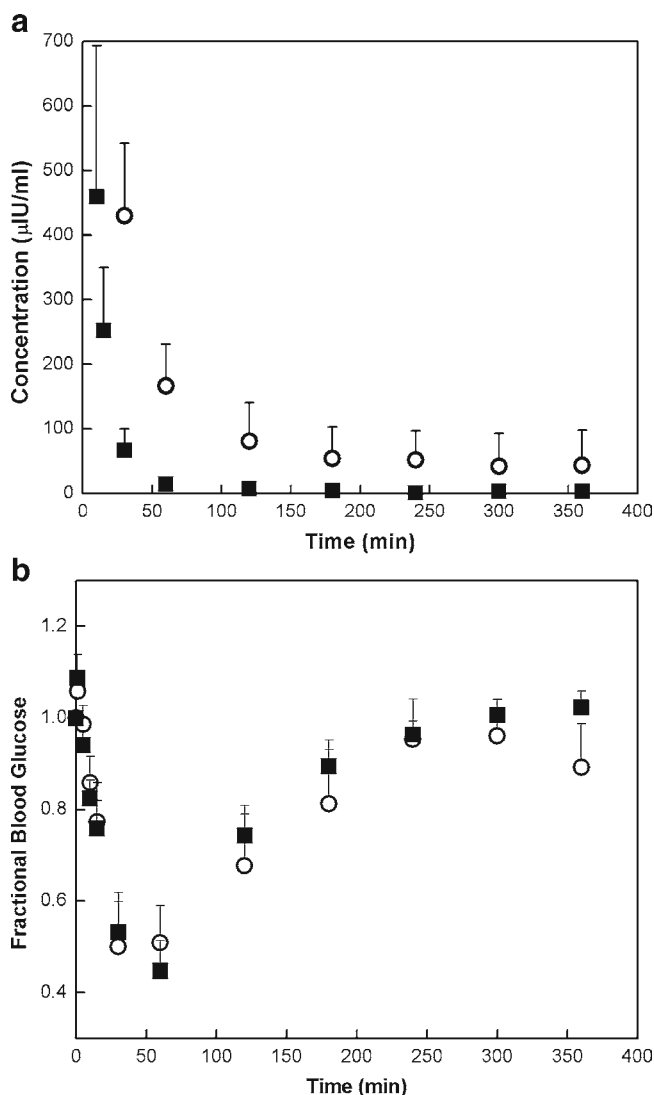 a
700
600
500
400
300
200
100
0
Concentration (μIU/ml)
0 50 100 150 200 250 300 350 400
Time (min)
b
1.2
1.0
0.8
0.6
0.4
Fractional Blood Glucose
0 50 100 150 200 250 300 350 400
Time (min)